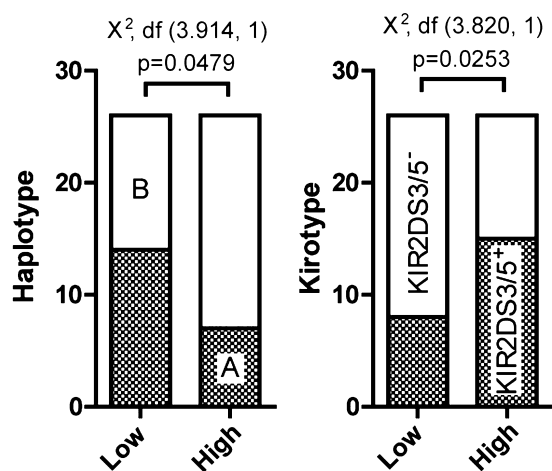 X², df (3.914, 1)
p=0.0479
Haplotype
30
20
10
0
B
A
Low
High
X², df (3.820, 1)
p=0.0253
Kirotype
30
20
10
0
KIR2DS3/5⁻
KIR2DS3/5⁺
Low
High